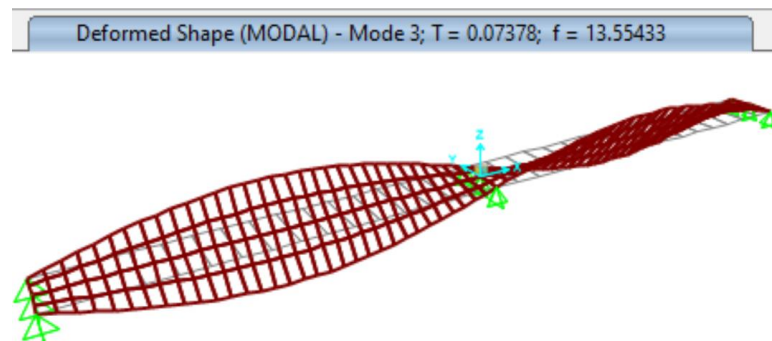 Deformed Shape (MODAL) - Mode 3; T = 0.07378; f = 13.55433
Z
Y
X